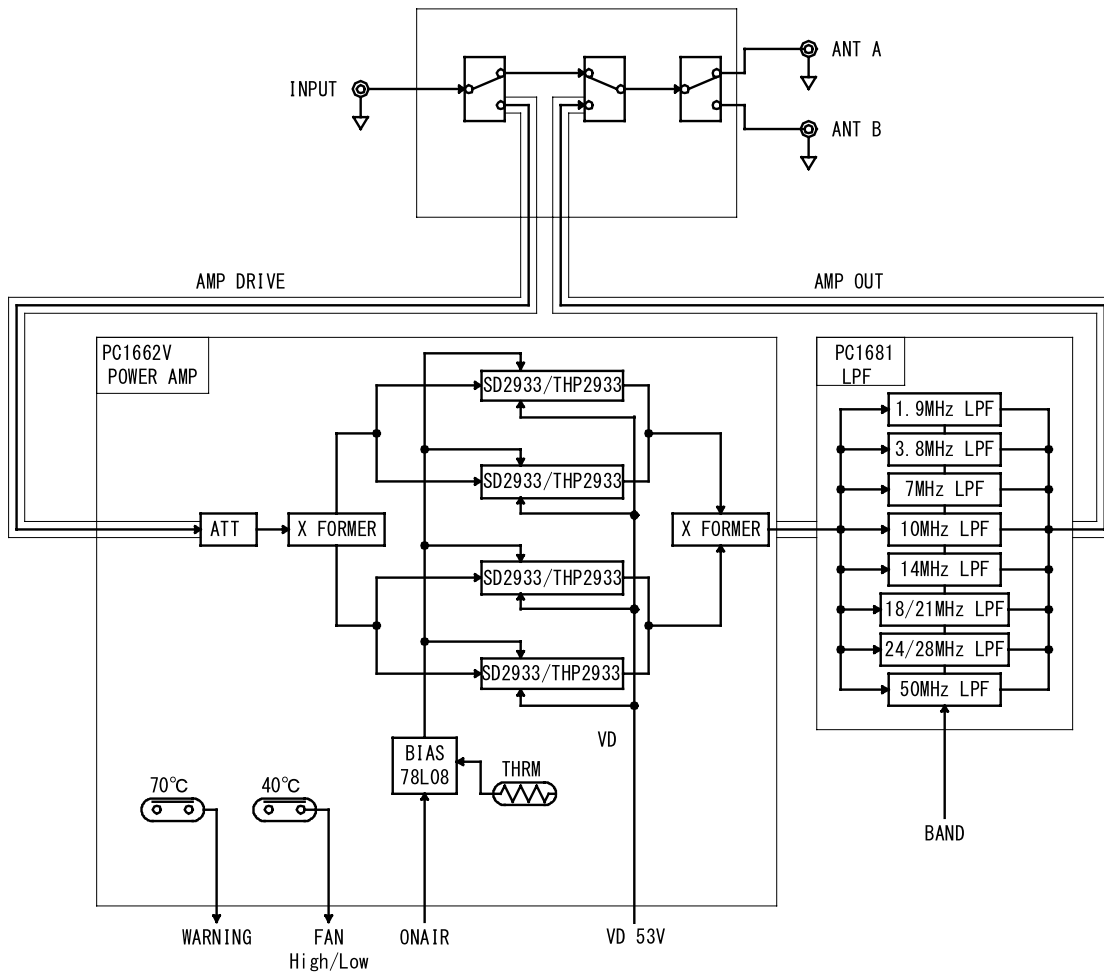 ANT A
INPUT
ANT B
AMP DRIVE
AMP OUT
PC1662V
POWER AMP
PC1681
LPF
SD2933/THP2933
1.9MHz LPF
3.8MHz LPF
SD2933/THP2933
7MHz LPF
ATT
X FORMER
X FORMER
10MHz LPF
SD2933/THP2933
14MHz LPF
18/21MHz LPF
24/28MHz LPF
SD2933/THP2933
50MHz LPF
VD
BIAS
78L08
THRM
70℃
40℃
BAND
WARNING
FAN
High/Low
ONAIR
VD 53V